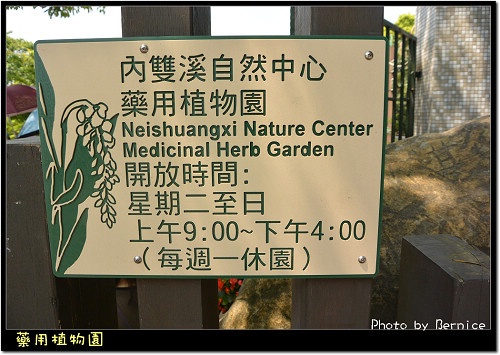 內雙溪自然中心
藥用植物園
Neishuangxi Nature Center
Medicinal Herb Garden
開放時間:
星期二至日
上午9:00~下午4:00
(每週一休園)
Photo by Bernice
藥用植物園